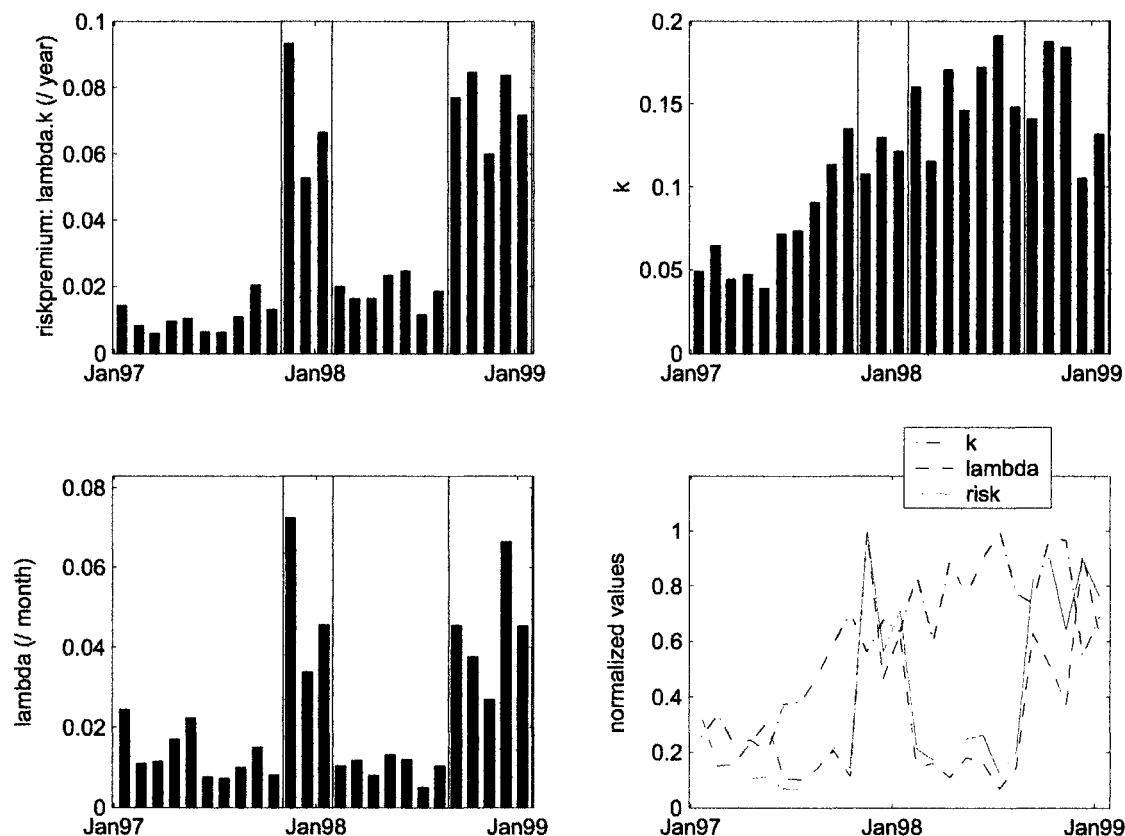 0.1
0.08
0.06
0.04
0.02
0
riskpremium: lambda.k (/ year)
Jan97
Jan98
Jan99
0.2
0.15
0.1
0.05
0
k
Jan97
Jan98
Jan99
0.08
0.06
0.04
0.02
0
lambda (/ month)
Jan97
Jan98
Jan99
k
lambda
risk
1
0.8
0.6
0.4
0.2
0
normalized values
Jan97
Jan98
Jan99